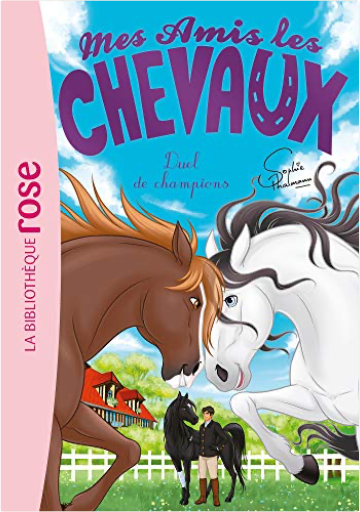 Mes Amis les
CHEVAUX
Duel
de champions
Sophie
Thalmann
LA BIBLIOTHÈQUE rose